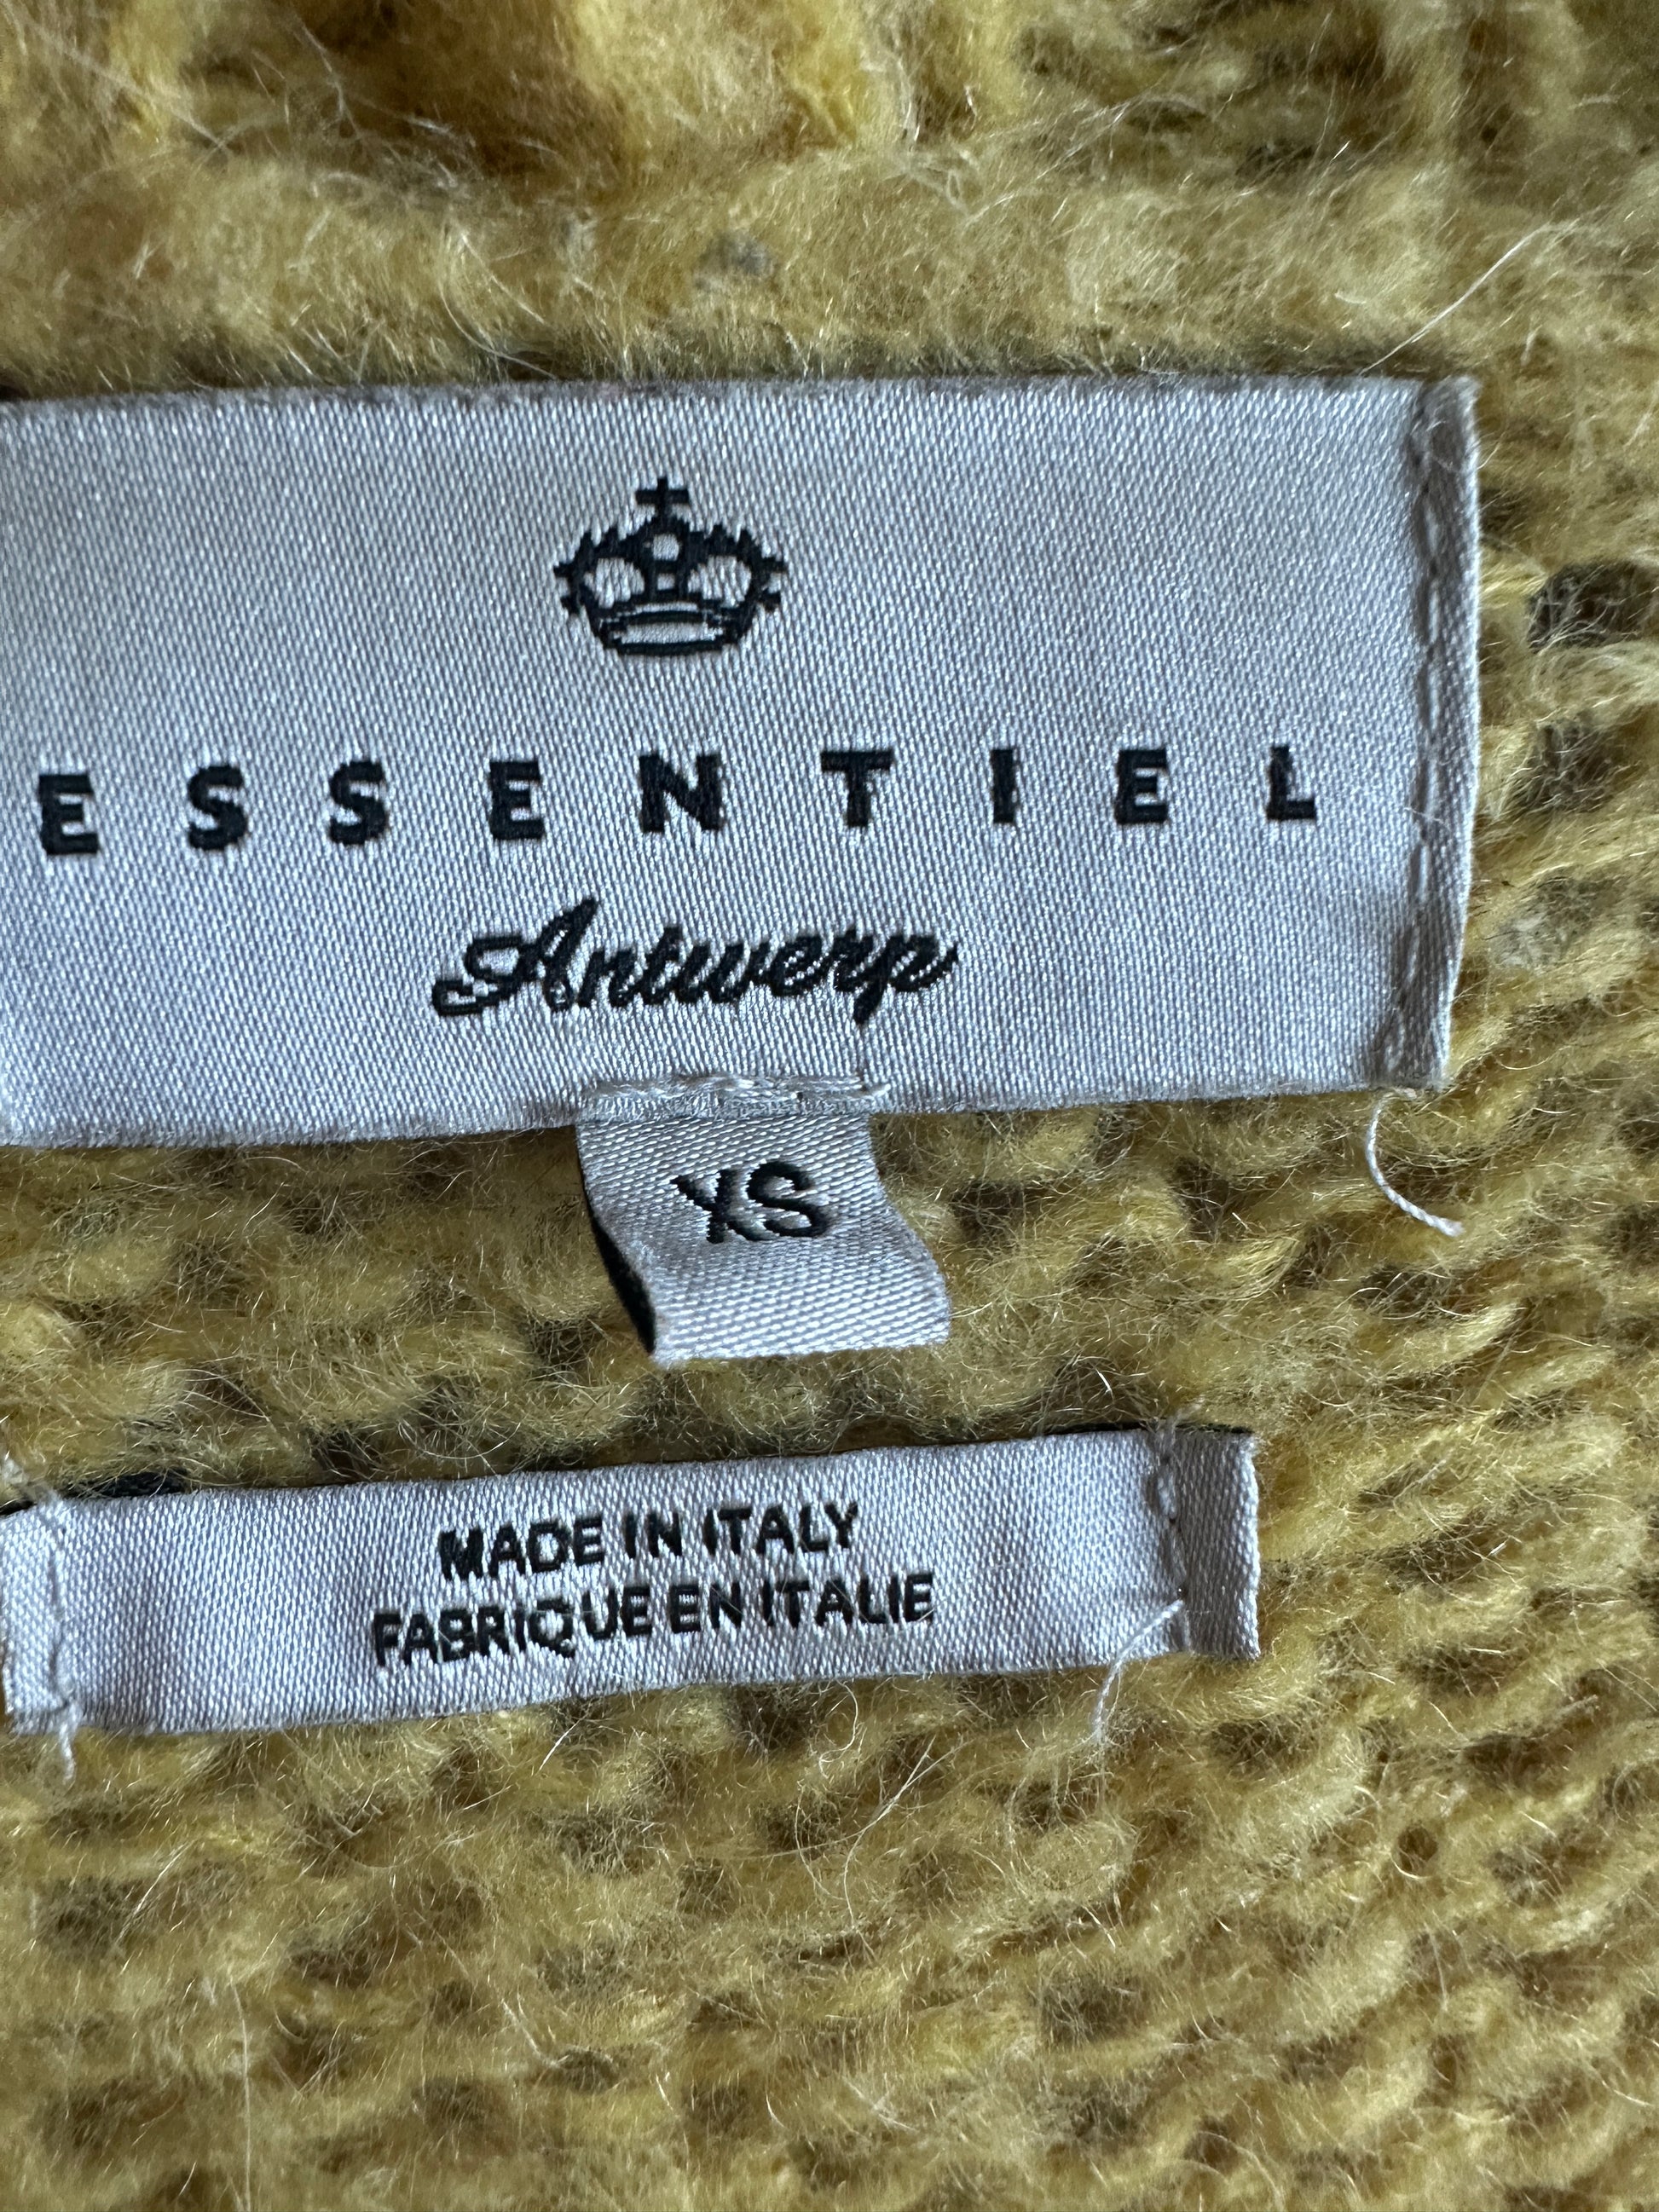 ESSENTIEL
Antwerp
XS
MADE IN ITALY
FABRIQUE EN ITALIE